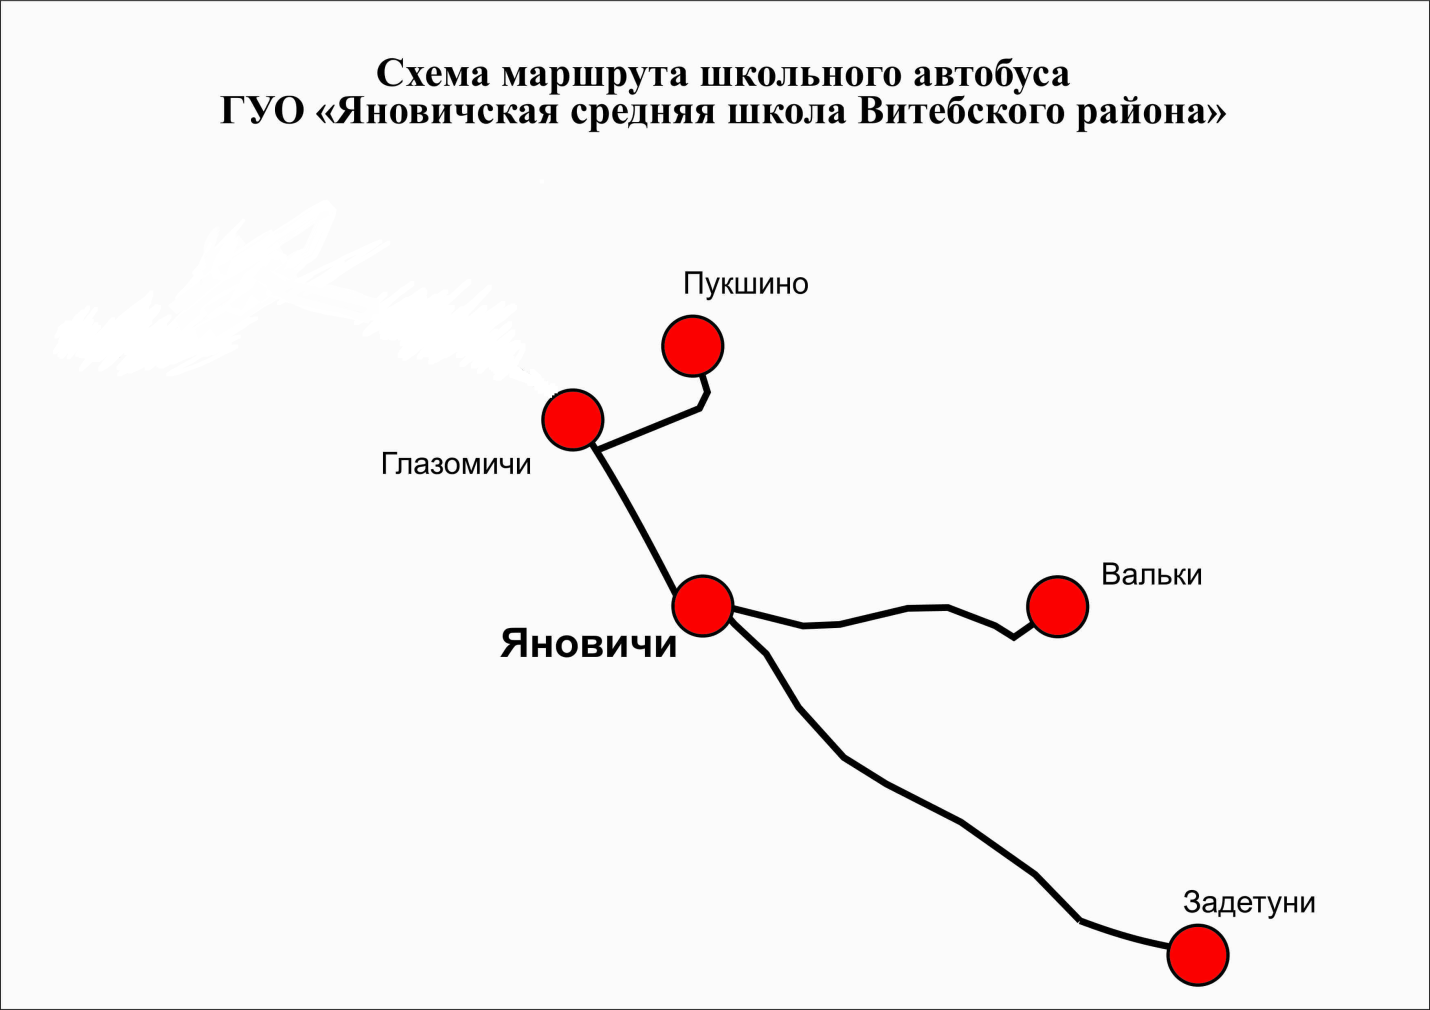 Схема маршрута школьного автобуса
ГУО «Яновичская средняя школа Витебского района»
Пукшино
Глазомичи
Вальки
Яновичи
Задетуни